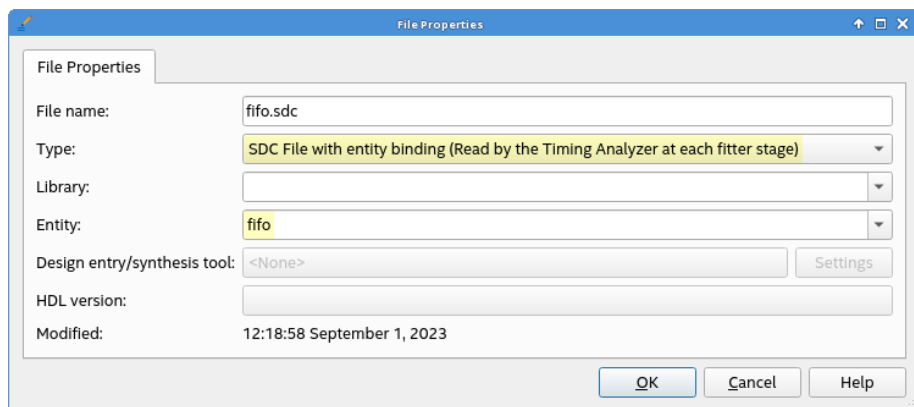 File Properties
File Properties
File name: fifo.sdc
Type: SDC File with entity binding (Read by the Timing Analyzer at each fitter stage)
Library:
Entity: fifo
Design entry/synthesis tool: <None> Settings
HDL version:
Modified: 12:18:58 September 1, 2023
OK Cancel Help